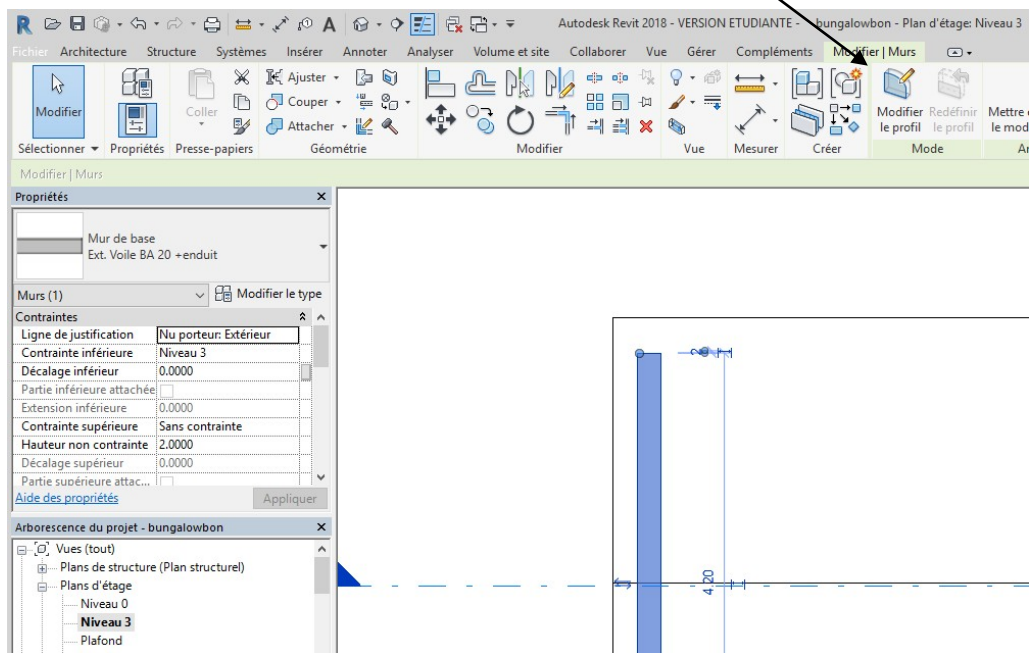 Autodesk Revit 2018 - VERSION ETUDIANTE - bungalowbon - Plan d'étage: Niveau 3
Fichier Architecture Structure Systèmes Insérer Annoter Analyser Volume et site Collaborer Vue Gérer Compléments Modifier | Murs
Modifier
Coller
Ajuster
Couper
Attacher
Modifier le profil
Redéfinir le profil
Mettre
le mod
Sélectionner Propriétés Presse-papiers Géométrie Modifier Vue Mesurer Créer Mode
Modifier | Murs
Propriétés
Mur de base
Ext. Voile BA 20 +enduit
Murs (1) Modifier le type
Contraintes
Ligne de justification Nu porteur: Extérieur
Contrainte inférieure Niveau 3
Décalage inférieur 0.0000
Partie inférieure attachée
Extension inférieure 0.0000
Contrainte supérieure Sans contrainte
Hauteur non contrainte 2.0000
Décalage supérieur 0.0000
Partie supérieure attac...
Aide des propriétés Appliquer
Arborescence du projet - bungalowbon
Vues (tout)
Plans de structure (Plan structurel)
Plans d'étage
Niveau 0
Niveau 3
Plafond
4.20